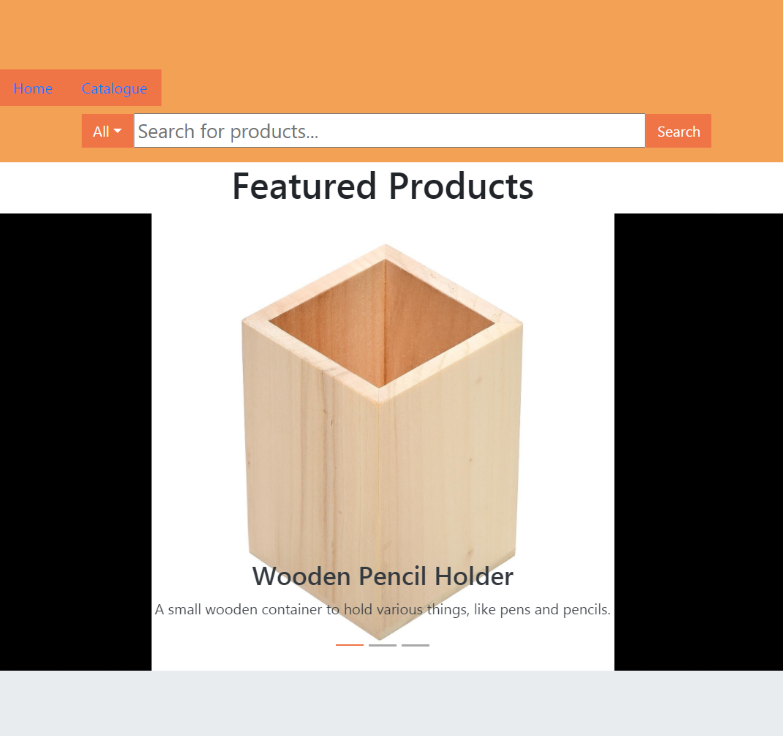 Home Catalogue
All Search for products... Search
Featured Products
Wooden Pencil Holder
A small wooden container to hold various things, like pens and pencils.